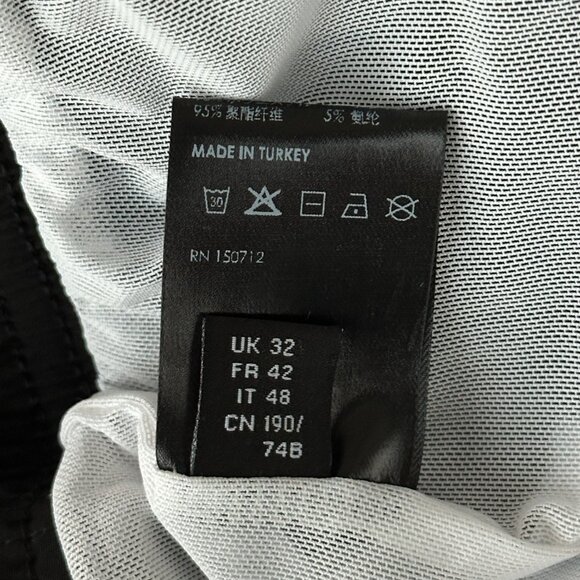 95% 聚酯纤维 5% 氨纶
MADE IN TURKEY
30
RN 150712
UK 32
FR 42
IT 48
CN 190/
74B